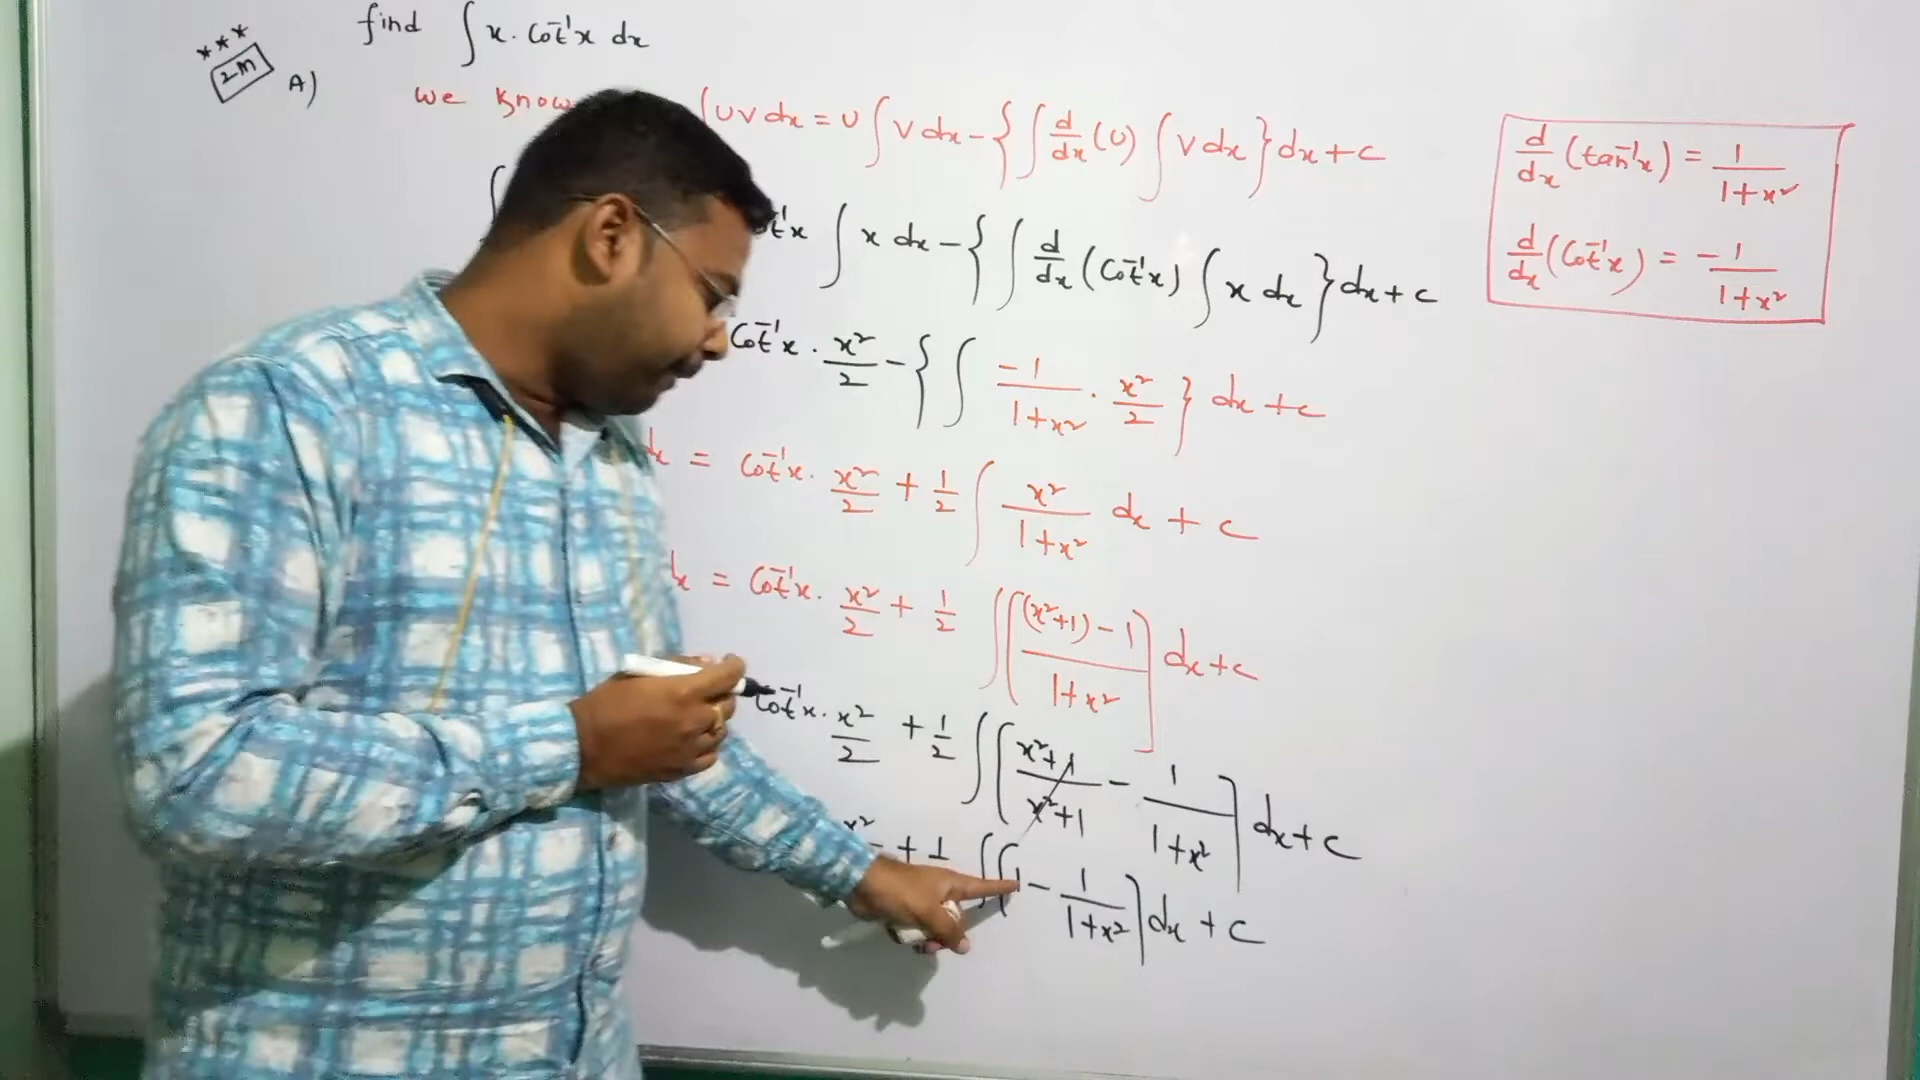 *** 2M A) find ∫ x. Cot⁻¹x dx
we know ∫uv dx = u ∫ v dx - { ∫ d/dx (u) ∫ v dx } dx + c
∫ x ∫ x dx - { ∫ d/dx (Cot⁻¹x) ∫ x dx } dx + c
Cot⁻¹x . x²/2 - { ∫ -1/1+x² . x²/2 } dx + c
= Cot⁻¹x . x²/2 + 1/2 ∫ x²/1+x² dx + c
= Cot⁻¹x . x²/2 + 1/2 ∫ [ (x²+1) - 1 / 1+x² ] dx + c
Cot⁻¹x . x²/2 + 1/2 ∫ [ x²+1/x²+1 - 1/1+x² ] dx + c
x² + 1 ∫ [ 1 - 1/1+x² ] dx + c
d/dx (tan⁻¹x) = 1/1+x²
d/dx (Cot⁻¹x) = -1/1+x²